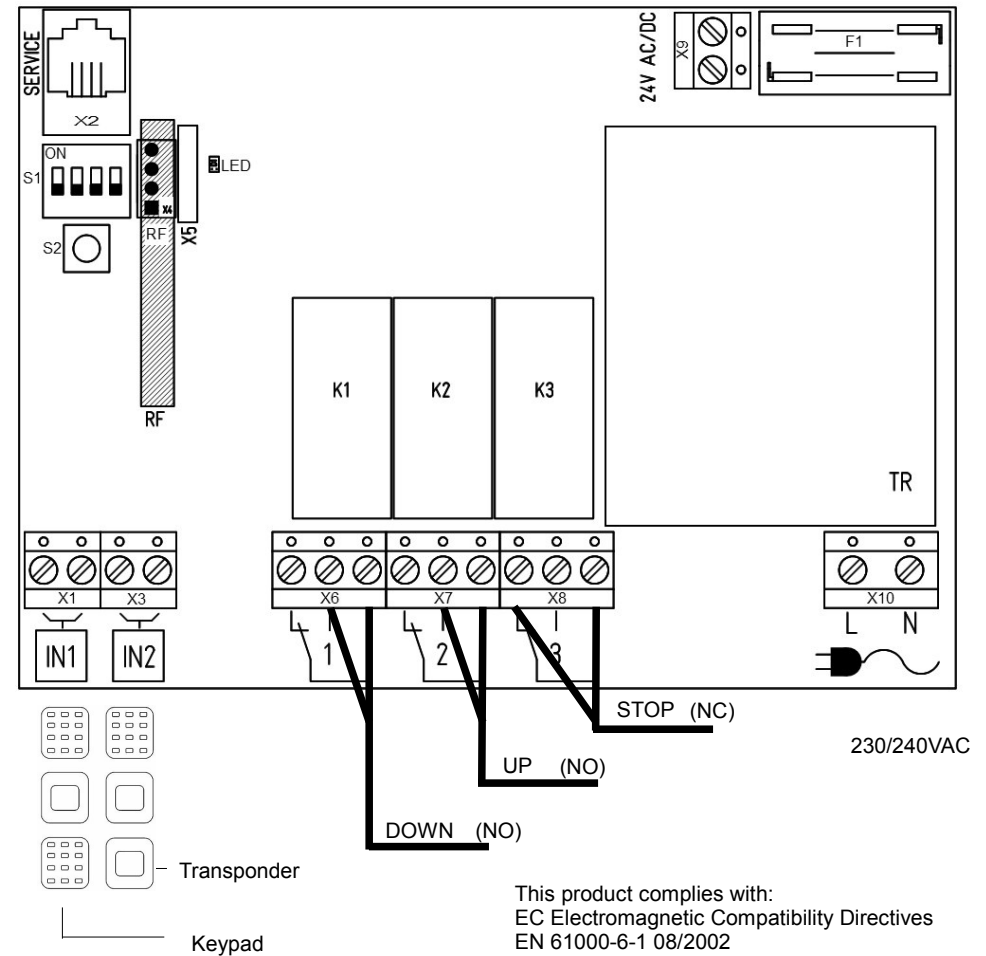 SERVICE
X2
24V AC/DC
X9
F1
ON
S1
LED
X4
RF
X5
S2
RF
K1
K2
K3
TR
X1
X3
X6
X7
X8
X10
IN1
IN2
1
2
3
L
N
STOP (NC)
230/240VAC
UP (NO)
DOWN (NO)
Transponder
Keypad
This product complies with:
EC Electromagnetic Compatibility Directives
EN 61000-6-1 08/2002